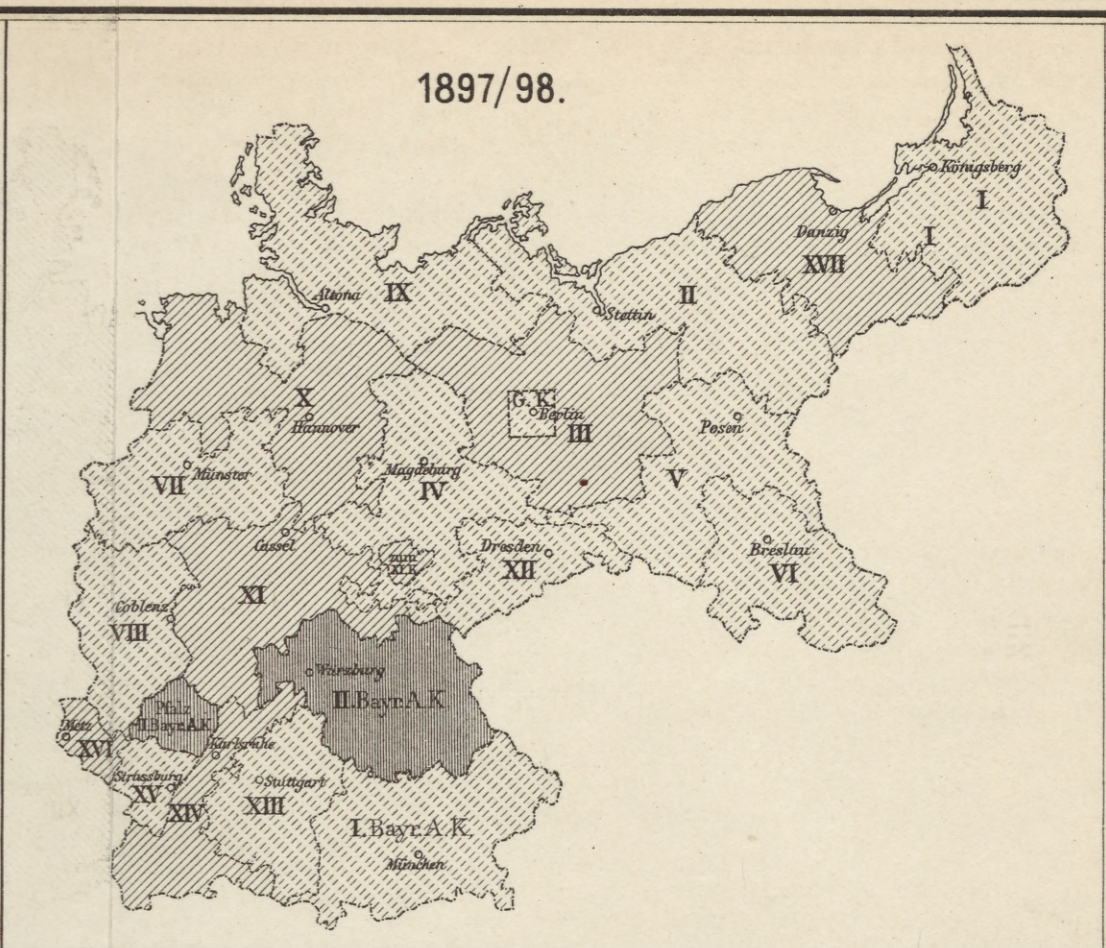 1897/98.
Königsberg
I
I
Danzig
XVII
II
Stettin
Altona
IX
X
Hannover
G. K.
Berlin
III
Posen
V
Münster
VII
Magdeburg
IV
Cassel
zum
XI.K.
Dresden
XII
Breslau
VI
XI
Coblenz
VIII
Würzburg
II.Bayr.A.K.
Pfalz
II.Bayr.A.K.
Metz
XVI
Karlsruhe
Strassburg
XV
XIV
Stuttgart
XIII
I.Bayr.A.K.
München